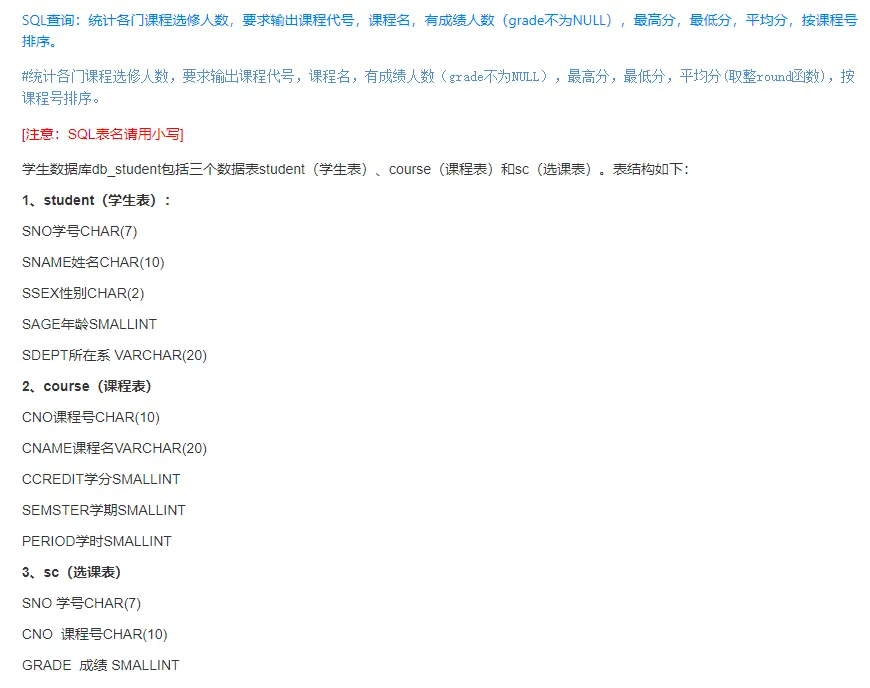 SQL查询：统计各门课程选修人数，要求输出课程代号，课程名，有成绩人数（grade不为NULL），最高分，最低分，平均分，按课程号
排序。
#统计各门课程选修人数，要求输出课程代号，课程名，有成绩人数（grade不为NULL），最高分，最低分，平均分(取整round函数)，按
课程号排序。
[注意：SQL表名请用小写]
学生数据库db_student包括三个数据表student（学生表）、course（课程表）和sc（选课表）。表结构如下：
1、student（学生表）：
SNO学号CHAR(7)
SNAME姓名CHAR(10)
SSEX性别CHAR(2)
SAGE年龄SMALLINT
SDEPT所在系 VARCHAR(20)
2、course（课程表）
CNO课程号CHAR(10)
CNAME课程名VARCHAR(20)
CCREDIT学分SMALLINT
SEMSTER学期SMALLINT
PERIOD学时SMALLINT
3、sc（选课表）
SNO 学号CHAR(7)
CNO  课程号CHAR(10)
GRADE  成绩 SMALLINT